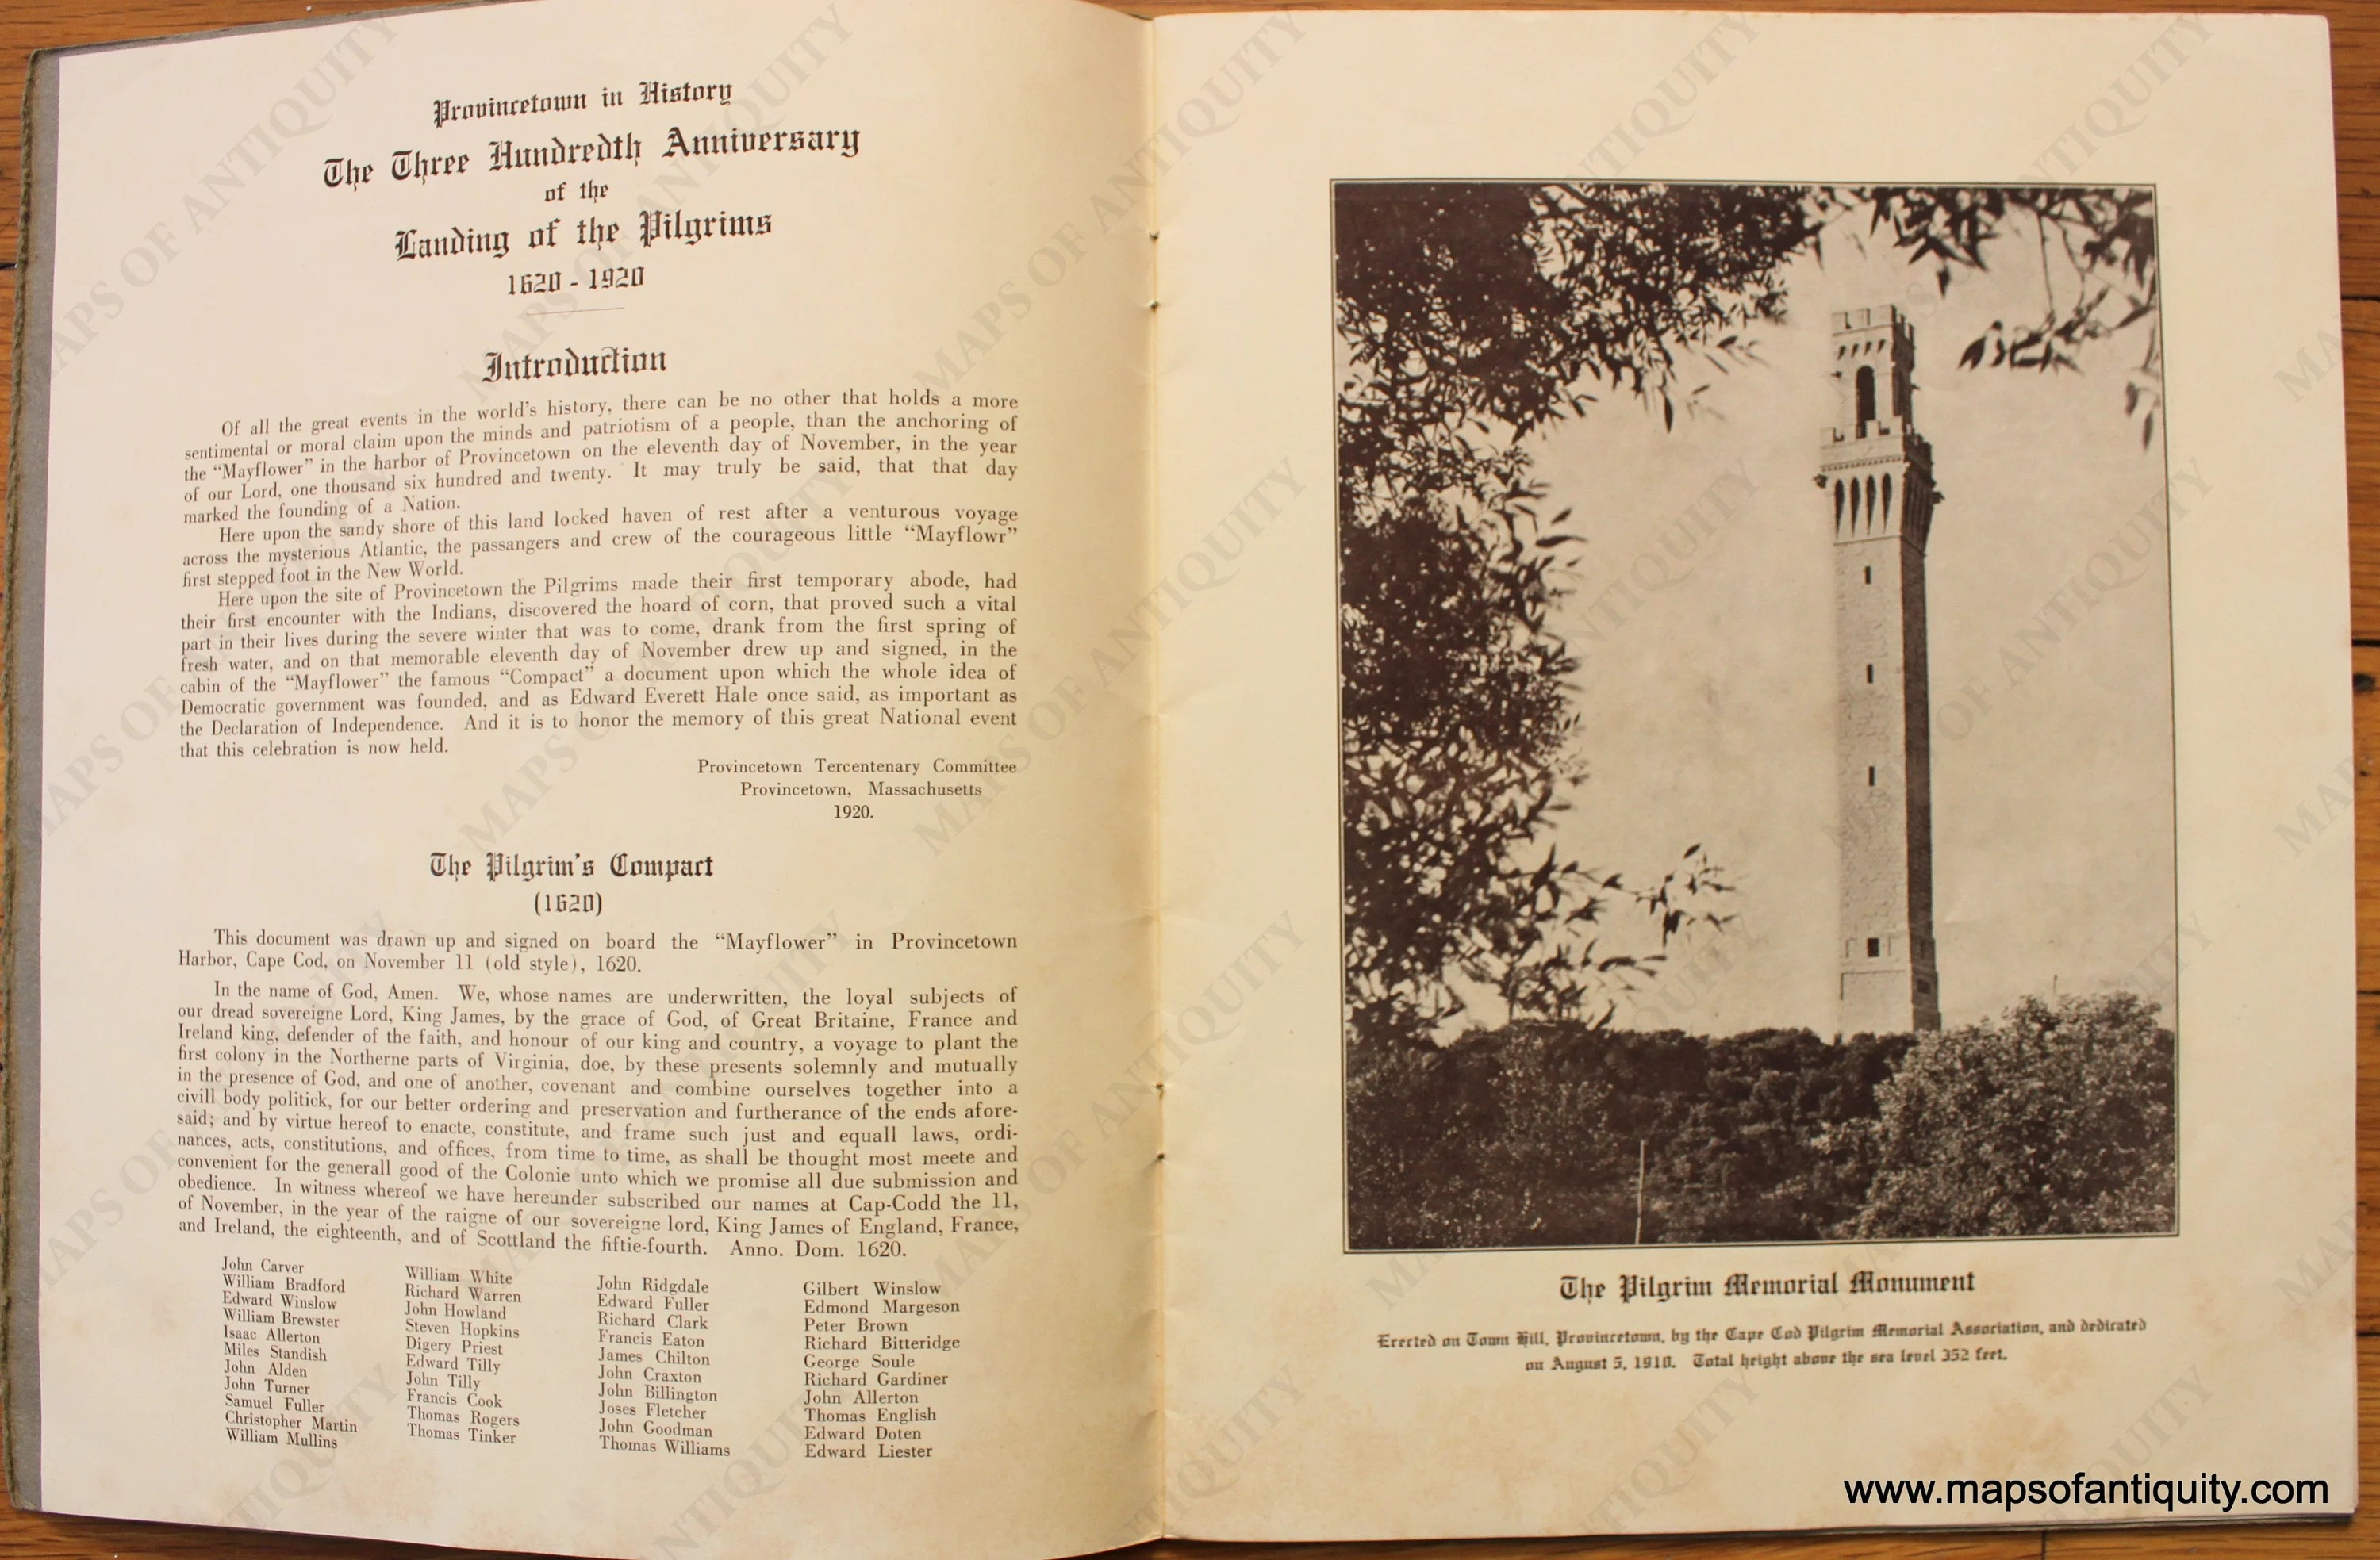 Provincetown in History
The Three Hundredth Anniversary
of the
Landing of the Pilgrims
1620 - 1920
Introduction
Of all the great events in the world's history, there can be no other that holds a more
sentimental or moral claim upon the minds and patriotism of a people, than the anchoring of
the “Mayflower” in the harbor of Provincetown on the eleventh day of November, in the year
of our Lord, one thousand six hundred and twenty. It may truly be said, that that day
marked the founding of a Nation.
Here upon the sandy shore of this land locked haven of rest after a venturous voyage
across the mysterious Atlantic, the passangers and crew of the courageous little “Mayflowr”
first stepped foot in the New World.
Here upon the site of Provincetown the Pilgrims made their first temporary abode, had
their first encounter with the Indians, discovered the hoard of corn, that proved such a vital
part in their lives during the severe winter that was to come, drank from the first spring of
fresh water, and on that memorable eleventh day of November drew up and signed, in the
cabin of the “Mayflower” the famous “Compact” a document upon which the whole idea of
Democratic government was founded, and as Edward Everett Hale once said, as important as
the Declaration of Independence. And it is to honor the memory of this great National event
that this celebration is now held.
Provincetown Tercentenary Committee
Provincetown, Massachusetts
1920.
The Pilgrim's Compact
(1620)
This document was drawn up and signed on board the “Mayflower” in Provincetown
Harbor, Cape Cod, on November 11 (old style), 1620.
In the name of God, Amen. We, whose names are underwritten, the loyal subjects of
our dread sovereigne Lord, King James, by the grace of God, of Great Britaine, France and
Ireland king, defender of the faith, and honour of our king and country, a voyage to plant the
first colony in the Northerne parts of Virginia, doe, by these presents solemnly and mutually
in the presence of God, and one of another, covenant and combine ourselves together into a
civill body politick, for our better ordering and preservation and furtherance of the ends afore-
said; and by virtue hereof to enacte, constitute, and frame such just and equall laws, ordi-
nances, acts, constitutions, and offices, from time to time, as shall be thought most meete and
convenient for the generall good of the Colonie unto which we promise all due submission and
obedience. In witness whereof we have hereunder subscribed our names at Cap-Codd the 11,
of November, in the year of the raigne of our sovereigne lord, King James of England, France,
and Ireland, the eighteenth, and of Scottland the fiftie-fourth. Anno. Dom. 1620.
John Carver
William Bradford
Edward Winslow
William Brewster
Isaac Allerton
Miles Standish
John Alden
John Turner
Samuel Fuller
Christopher Martin
William Mullins
William White
Richard Warren
John Howland
Steven Hopkins
Digery Priest
Edward Tilly
John Tilly
Francis Cook
Thomas Rogers
Thomas Tinker
John Ridgdale
Edward Fuller
Richard Clark
Francis Eaton
James Chilton
John Craxton
John Billington
Joses Fletcher
John Goodman
Thomas Williams
Gilbert Winslow
Edmond Margeson
Peter Brown
Richard Bitteridge
George Soule
Richard Gardiner
John Allerton
Thomas English
Edward Doten
Edward Liester
The Pilgrim Memorial Monument
Erected on Town Hill, Provincetown, by the Cape Cod Pilgrim Memorial Association, and dedicated
on August 5, 1910. Total height above the sea level 352 feet.
www.mapsofantiquity.com
MAPS OF ANTIQUITY